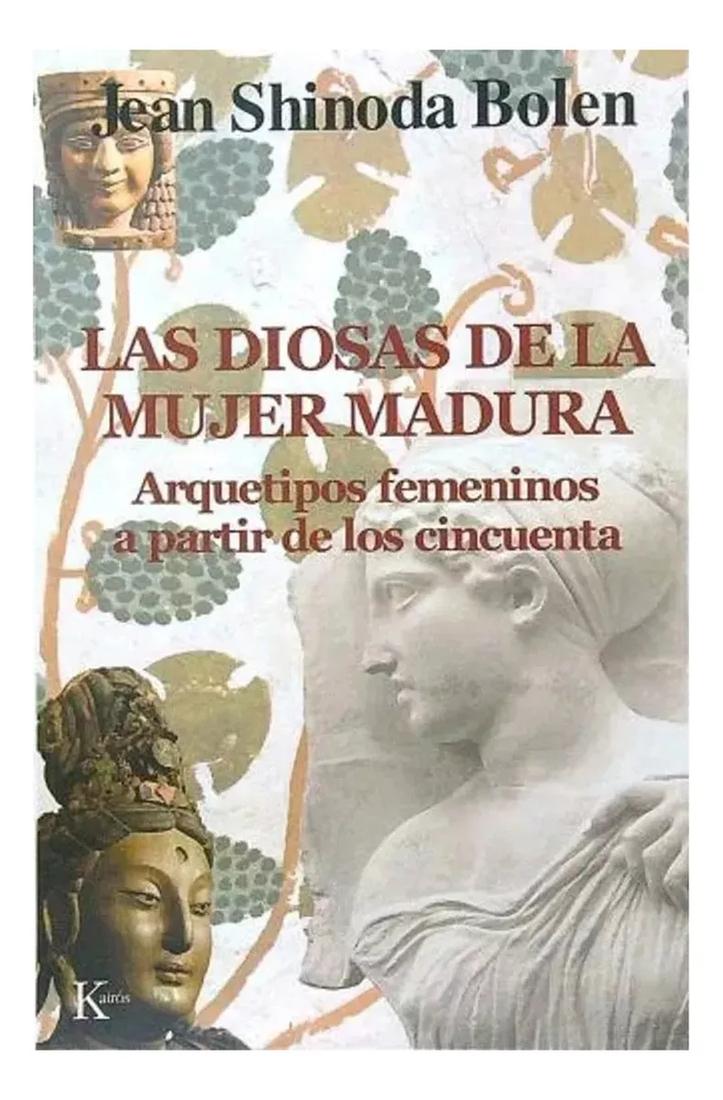 Jean Shinoda Bolen
LAS DIOSAS DE LA
MUJER MADURA
Arquetipos femeninos
a partir de los cincuenta
Kairós